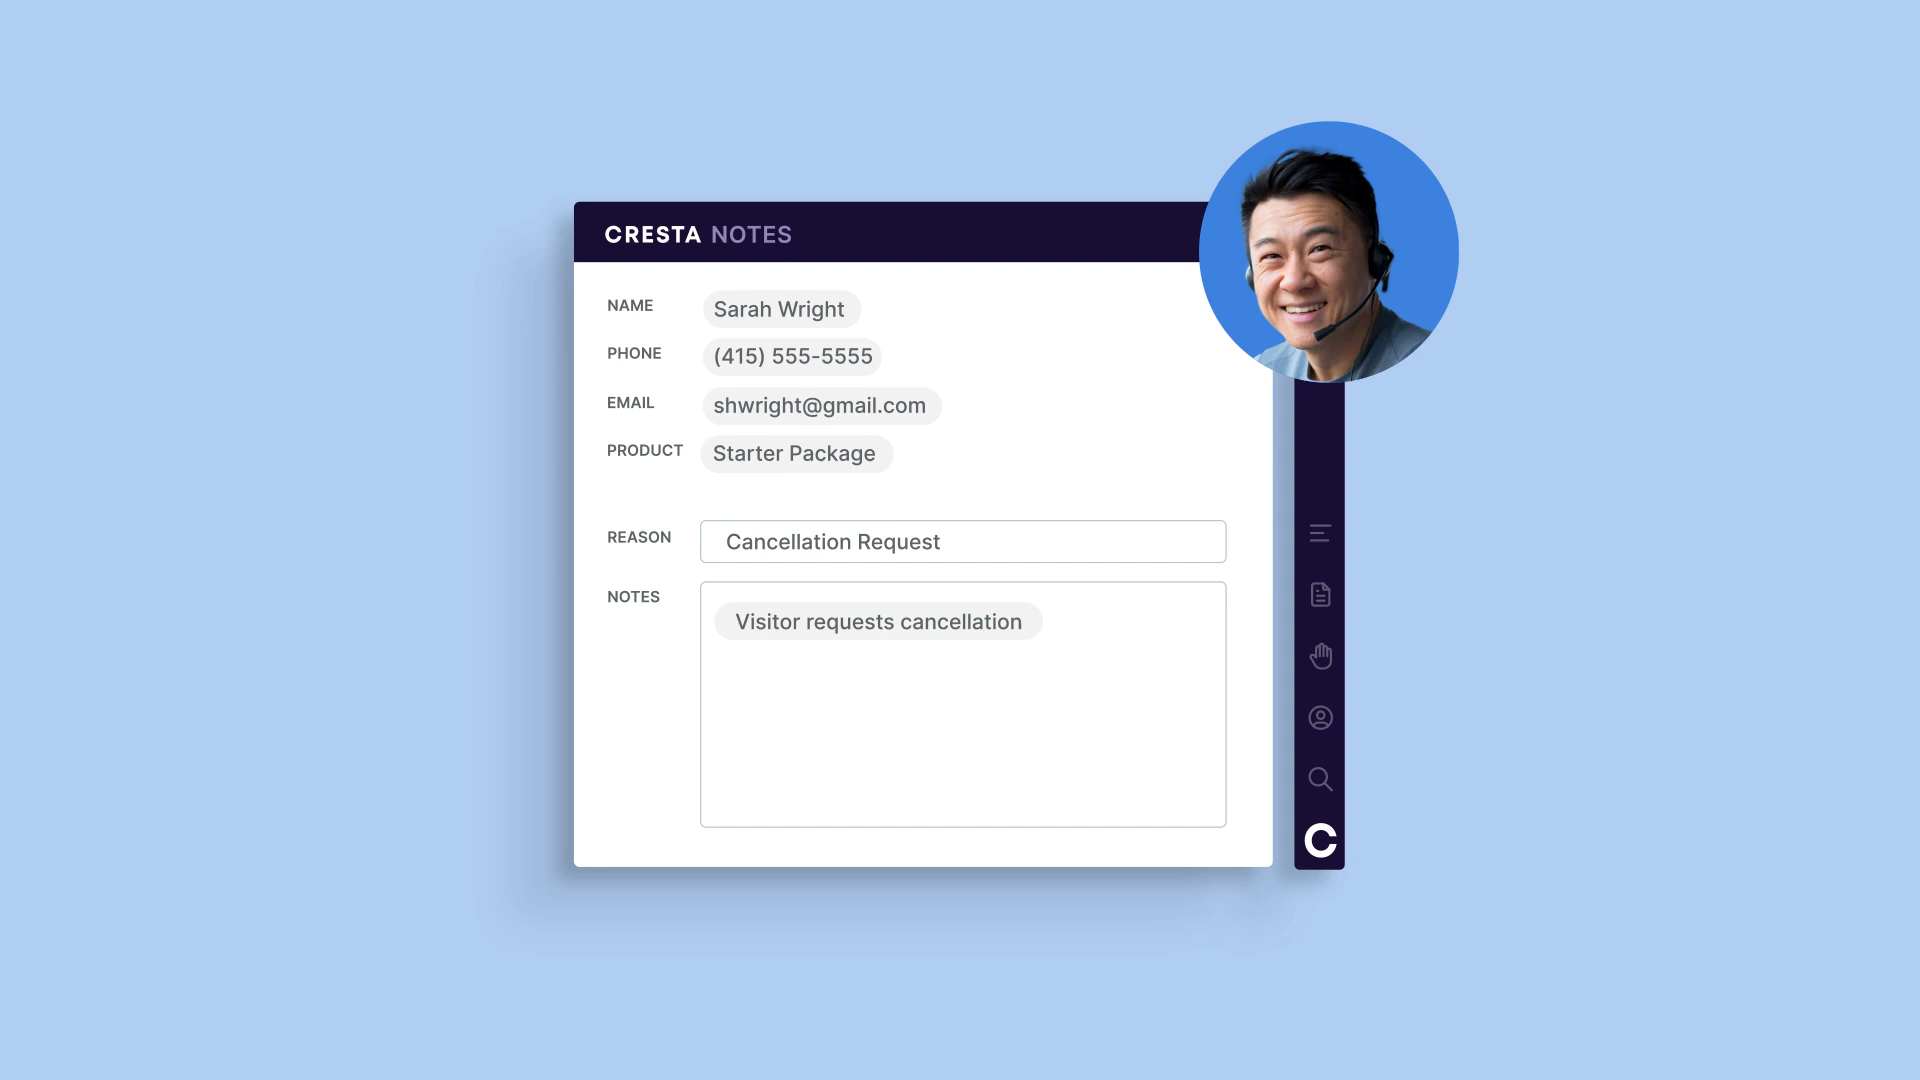 CRESTA NOTES
NAME Sarah Wright
PHONE (415) 555-5555
EMAIL shwright@gmail.com
PRODUCT Starter Package
REASON Cancellation Request
NOTES Visitor requests cancellation
C